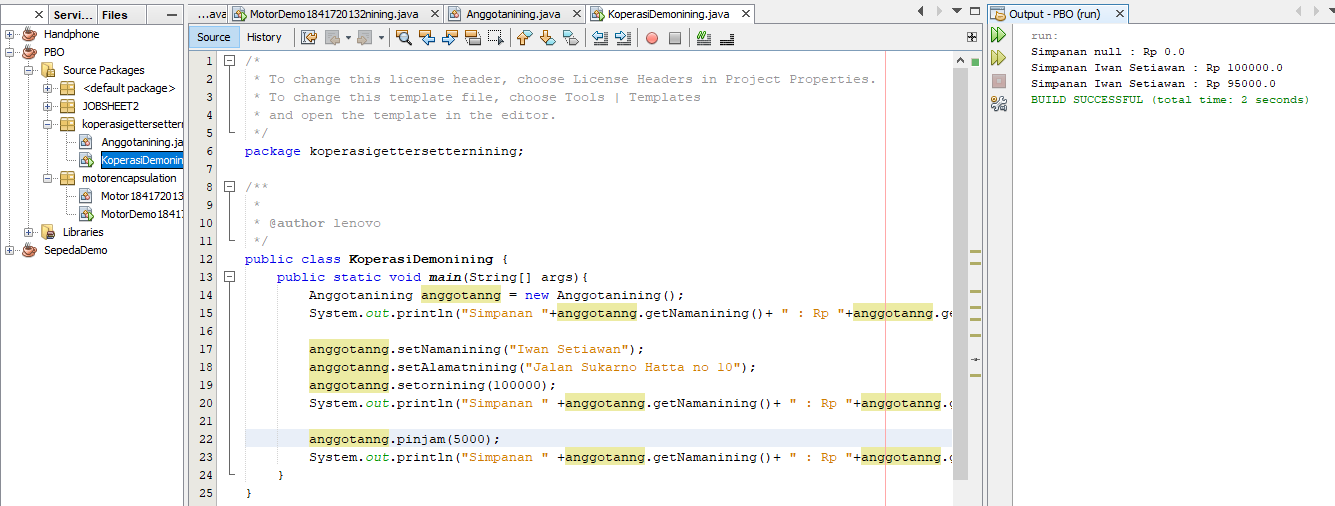 Servi...
Files
Handphone
PBO
Source Packages
<default package>
JOBSHEET2
koperasigettersettern
Anggotanining.ja
KoperasiDemonin
motorencapsulation
Motor184172013
MotorDemo1841
Libraries
SepedaDemo
...ava
MotorDemo1841720132nining.java
Anggotanining.java
KoperasiDemonining.java
Source
History
1 /*
2 * To change this license header, choose License Headers in Project Properties.
3 * To change this template file, choose Tools | Templates
4 * and open the template in the editor.
5 */
6 package koperasigettersetternining;
7
8 /**
9 *
10 * @author lenovo
11 */
12 public class KoperasiDemonining {
13 public static void main(String[] args){
14 Anggotanining anggotanng = new Anggotanining();
15 System.out.println("Simpanan "+anggotanng.getNamanining()+ " : Rp "+anggotanng.ge
16
17 anggotanng.setNamanining("Iwan Setiawan");
18 anggotanng.setAlamatnining("Jalan Sukarno Hatta no 10");
19 anggotanng.setornining(100000);
20 System.out.println("Simpanan " +anggotanng.getNamanining()+ " : Rp "+anggotanng.g
21
22 anggotanng.pinjam(5000);
23 System.out.println("Simpanan " +anggotanng.getNamanining()+ " : Rp "+anggotanng.g
24 }
25 }
Output - PBO (run)
run:
Simpanan null : Rp 0.0
Simpanan Iwan Setiawan : Rp 100000.0
Simpanan Iwan Setiawan : Rp 95000.0
BUILD SUCCESSFUL (total time: 2 seconds)